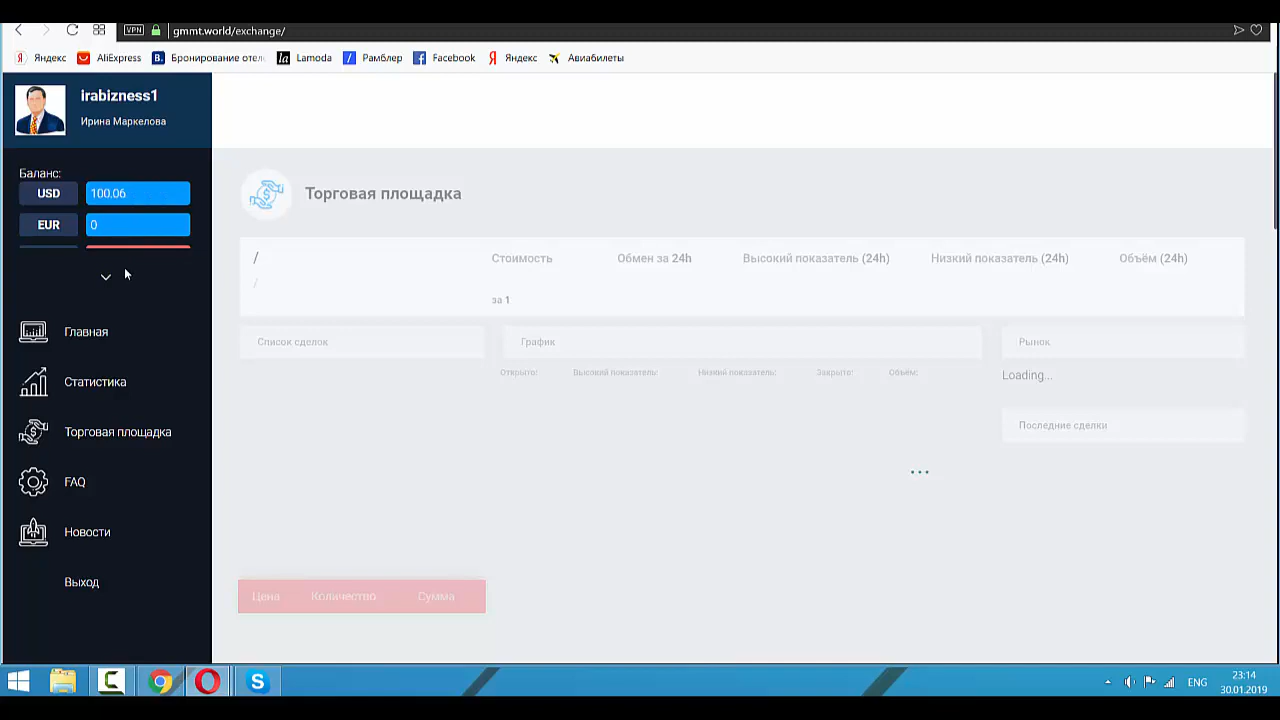 VPN gmmt.world/exchange/
Яндекс AliExpress Бронирование отел Lamoda Рамблер Facebook Яндекс Авиабилеты
irabizness1
Ирина Маркелова
Баланс:
USD 100.06
EUR 0
Главная
Статистика
Торговая площадка
FAQ
Новости
Выход
Торговая площадка
/ Стоимость Обмен за 24h Высокий показатель (24h) Низкий показатель (24h) Объём (24h)
/
за 1
Список сделок График Рынок
Открыто: Высокий показатель: Низкий показатель: Закрыто: Объём:
Loading...
Последние сделки
Цена Количество Сумма
ENG
23:14
30.01.2019